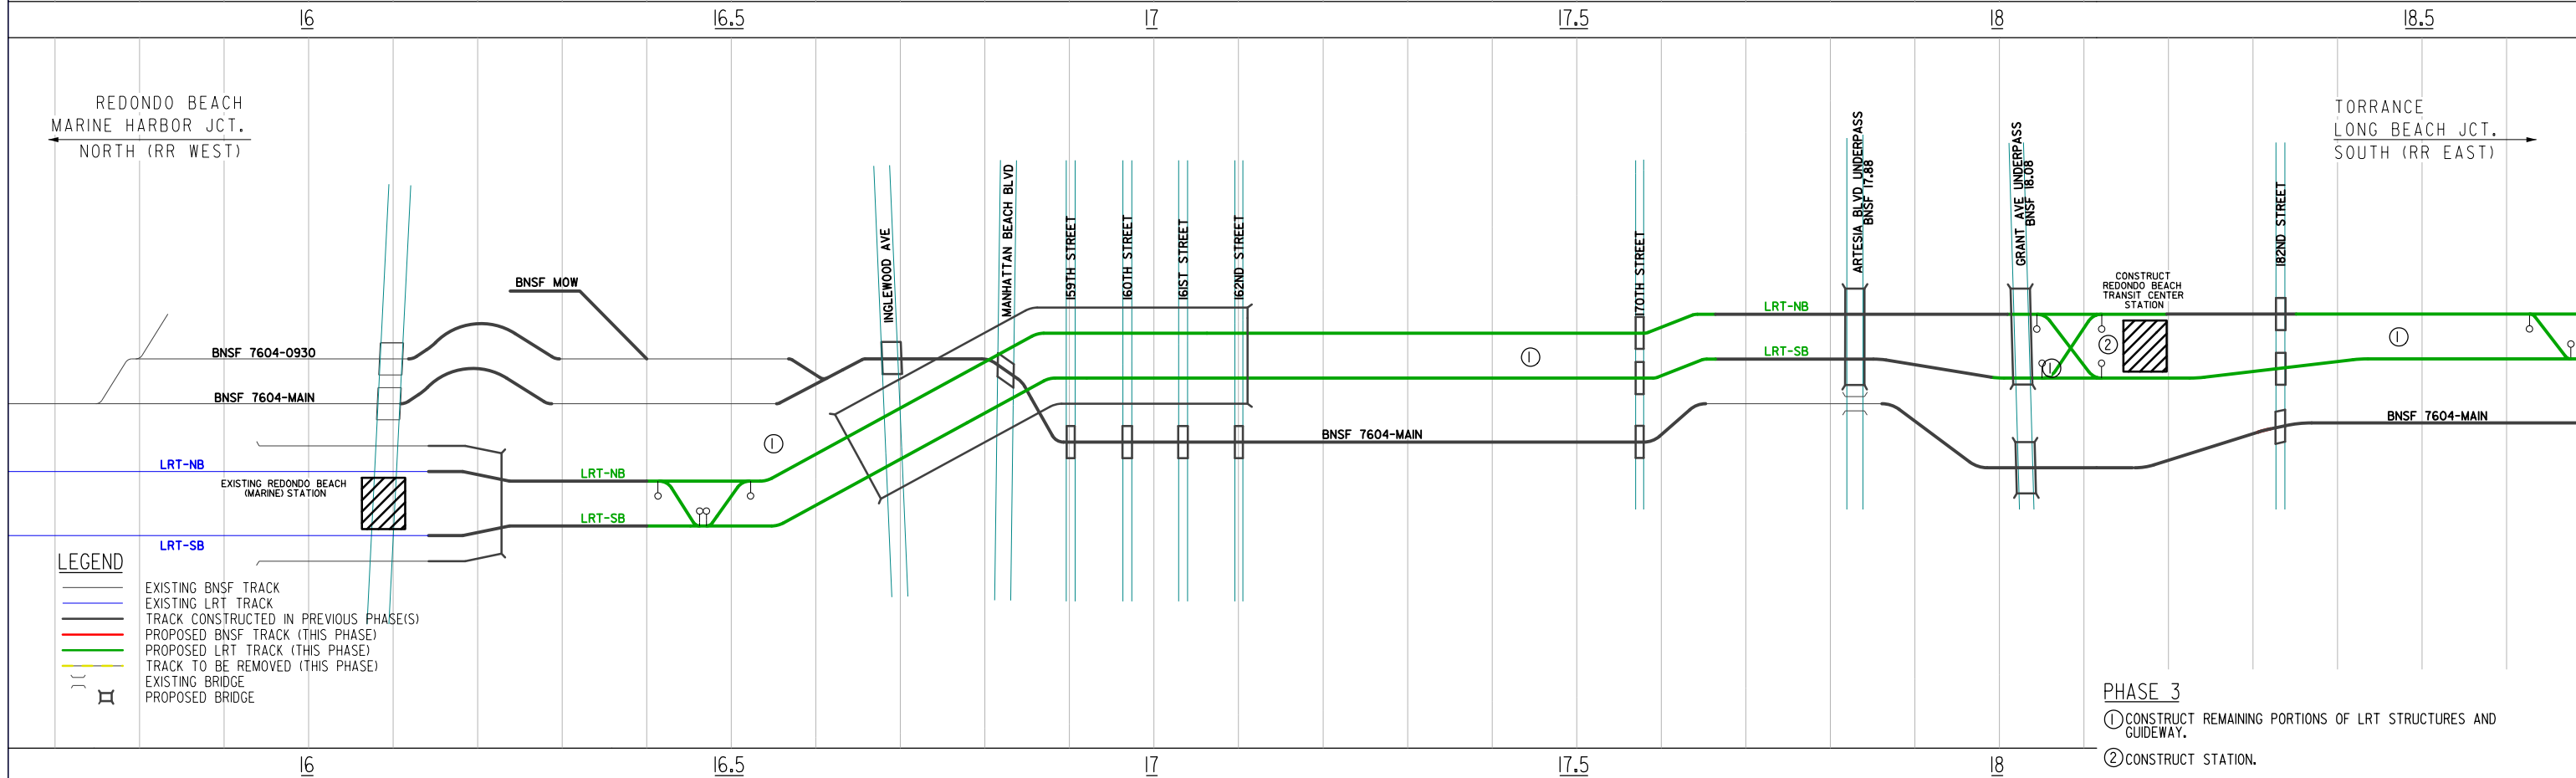 16
16.5
17
17.5
18
18.5
REDONDO BEACH
MARINE HARBOR JCT.
NORTH (RR WEST)
TORRANCE
LONG BEACH JCT.
SOUTH (RR EAST)
BNSF MOW
BNSF 7604-0930
BNSF 7604-MAIN
LRT-NB
EXISTING REDONDO BEACH
(MARINE) STATION
LRT-SB
LRT-NB
LRT-SB
1
INGLEWOOD AVE
MANHATTAN BEACH BLVD
159TH STREET
160TH STREET
161ST STREET
162ND STREET
BNSF 7604-MAIN
1
170TH STREET
LRT-NB
LRT-SB
ARTESIA BLVD UNDERPASS
BNSF 17.88
GRANT AVE UNDERPASS
BNSF 18.08
1
2
CONSTRUCT
REDONDO BEACH
TRANSIT CENTER
STATION
182ND STREET
1
BNSF 7604-MAIN
LEGEND
EXISTING BNSF TRACK
EXISTING LRT TRACK
TRACK CONSTRUCTED IN PREVIOUS PHASE(S)
PROPOSED BNSF TRACK (THIS PHASE)
PROPOSED LRT TRACK (THIS PHASE)
TRACK TO BE REMOVED (THIS PHASE)
EXISTING BRIDGE
PROPOSED BRIDGE
PHASE 3
1 CONSTRUCT REMAINING PORTIONS OF LRT STRUCTURES AND
GUIDEWAY.
2 CONSTRUCT STATION.
16
16.5
17
17.5
18